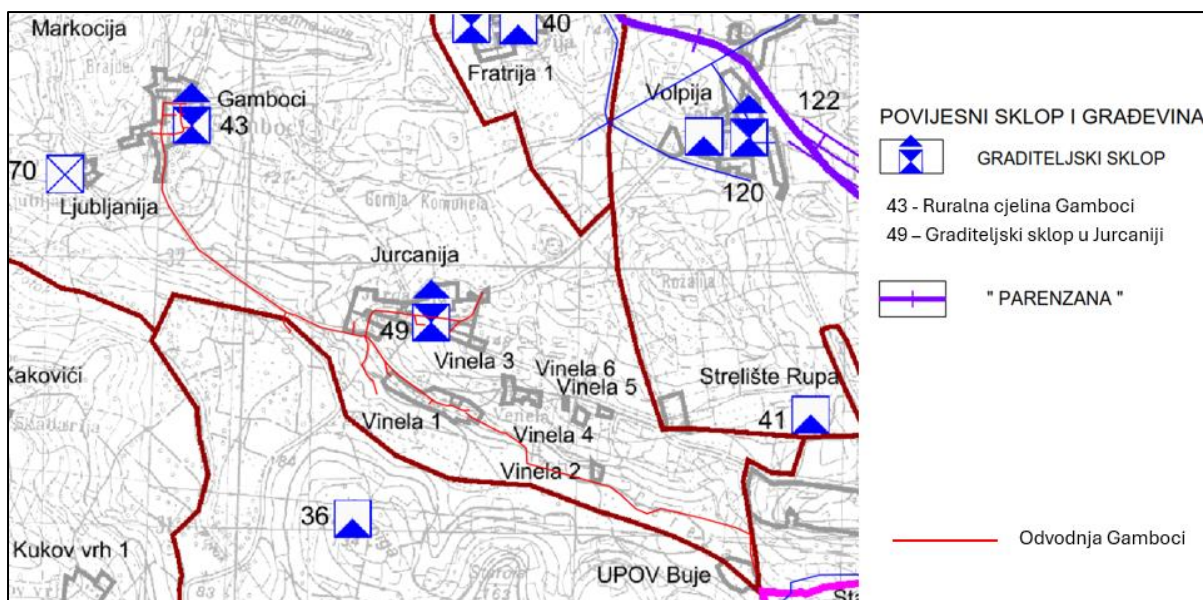 Markocija
40
Fratrija 1
Gamboci
43
Volpija
122
70
Ljubljanija
120
Gornja Komuhela
Jurcanija
49
Vinela 3
Vinela 6
Vinela 5
Strelište Rupa
41
Kakovići
Vinela 1
Vinela 4
Vinela 2
36
Kukov vrh 1
UPOV Buje
POVIJESNI SKLOP I GRAĐEVINA
GRADITELJSKI SKLOP
43 - Ruralna cjelina Gamboci
49 – Graditeljski sklop u Jurcaniji
" PARENZANA "
Odvodnja Gamboci